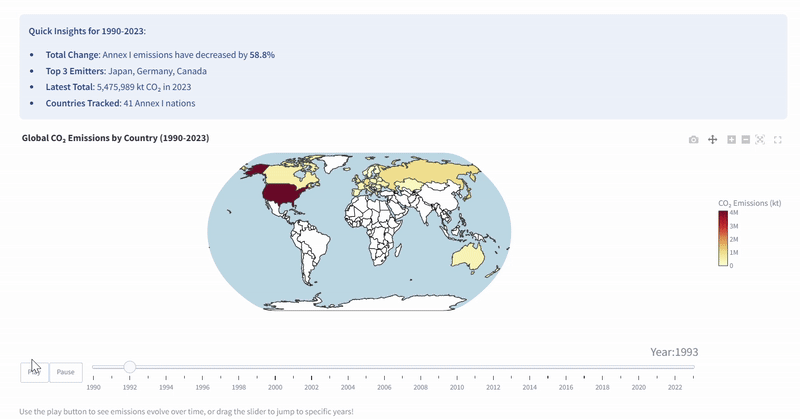 Quick Insights for 1990-2023:
• Total Change: Annex I emissions have decreased by 58.8%
• Top 3 Emitters: Japan, Germany, Canada
• Latest Total: 5,475,989 kt CO₂ in 2023
• Countries Tracked: 41 Annex I nations
Global CO₂ Emissions by Country (1990-2023)
CO₂ Emissions (kt)
4M
3M
2M
1M
0
Year:1993
Pause
1990 1992 1994 1996 1998 2000 2002 2004 2006 2008 2010 2012 2014 2016 2018 2020 2022
Use the play button to see emissions evolve over time, or drag the slider to jump to specific years!